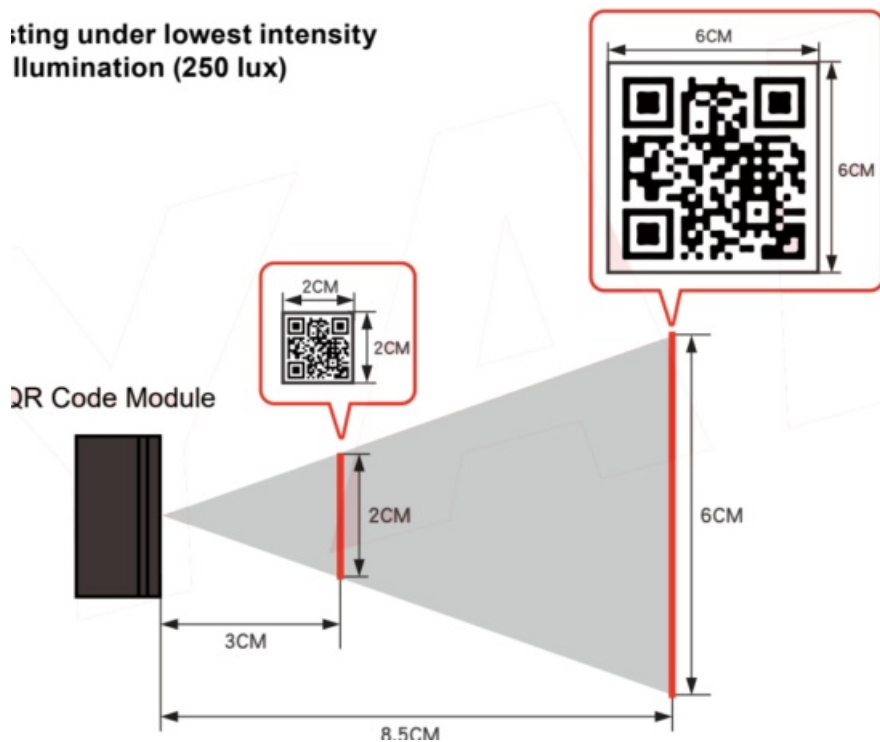 sting under lowest intensity
llumination (250 lux)
6CM
6CM
2CM
2CM
QR Code Module
2CM
6CM
3CM
8.5CM